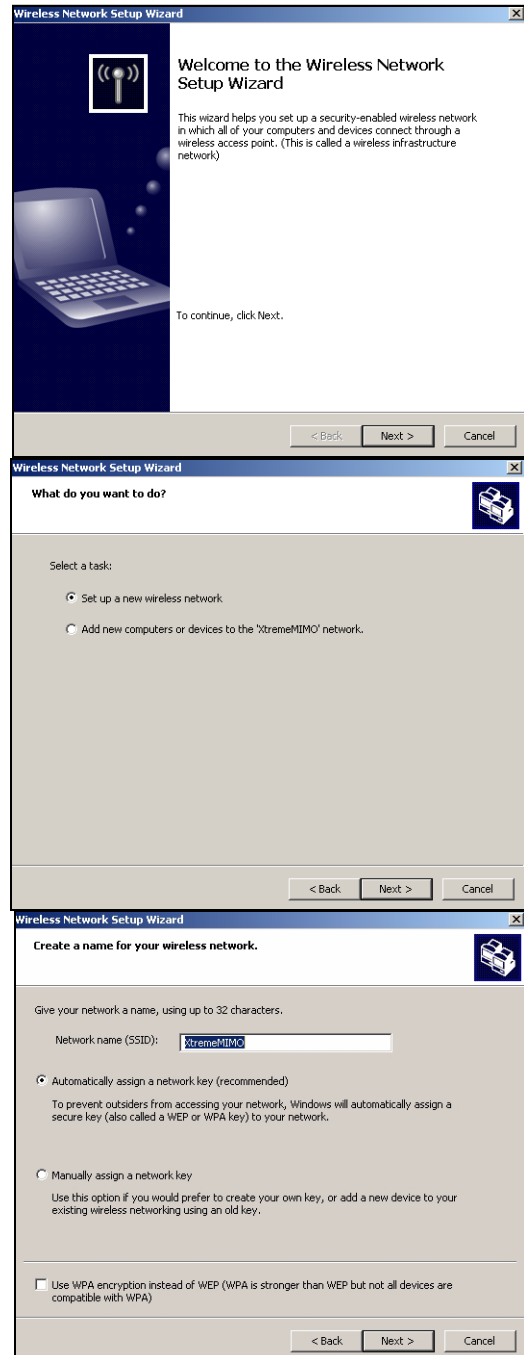 Wireless Network Setup Wizard
Welcome to the Wireless Network
Setup Wizard
This wizard helps you set up a security-enabled wireless network
in which all of your computers and devices connect through a
wireless access point. (This is called a wireless infrastructure
network)
To continue, click Next.
< Back Next > Cancel
Wireless Network Setup Wizard
What do you want to do?
Select a task:
Set up a new wireless network
Add new computers or devices to the 'XtremeMIMO' network.
< Back Next > Cancel
Wireless Network Setup Wizard
Create a name for your wireless network.
Give your network a name, using up to 32 characters.
Network name (SSID): XtremeMIMO
Automatically assign a network key (recommended)
To prevent outsiders from accessing your network, Windows will automatically assign a
secure key (also called a WEP or WPA key) to your network.
Manually assign a network key
Use this option if you would prefer to create your own key, or add a new device to your
existing wireless networking using an old key.
Use WPA encryption instead of WEP (WPA is stronger than WEP but not all devices are
compatible with WPA)
< Back Next > Cancel